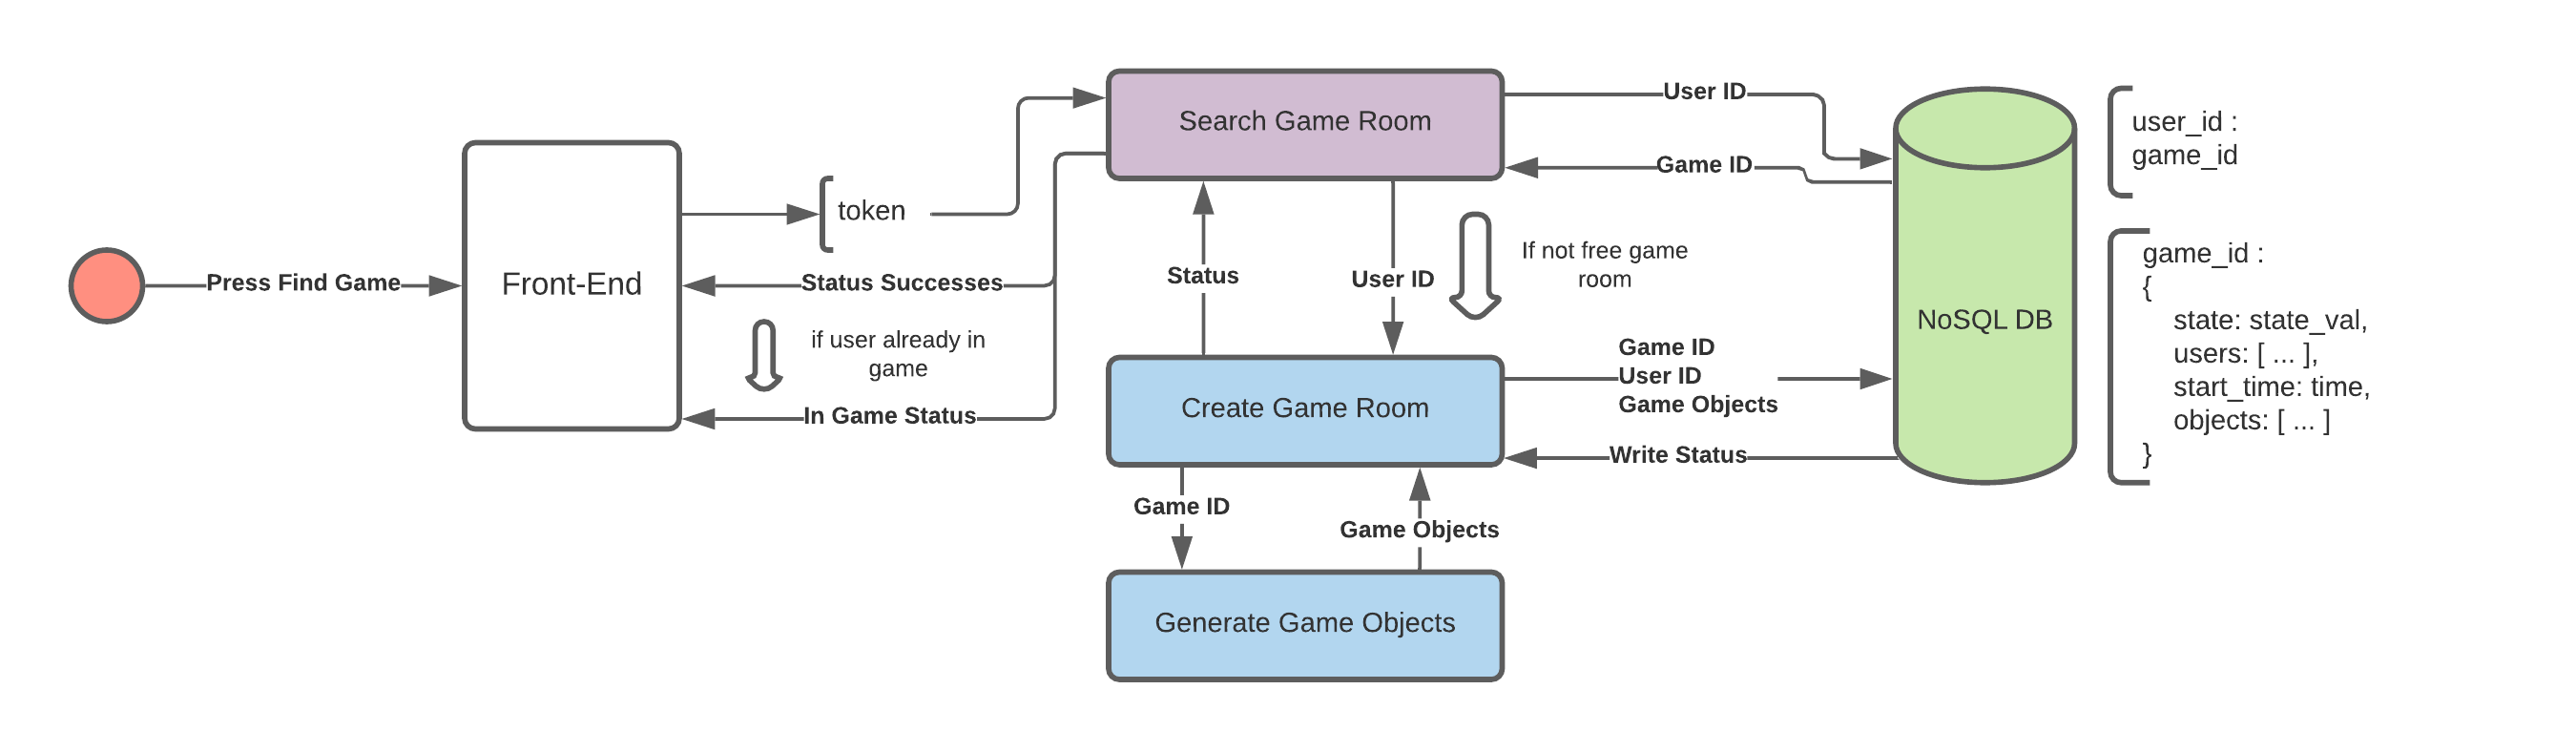 Press Find Game
Front-End
token
Status Successes
if user already in
game
In Game Status
Search Game Room
User ID
Game ID
Status
User ID
If not free game
room
Create Game Room
Game ID
User ID
Game Objects
Write Status
Game ID
Game Objects
Generate Game Objects
NoSQL DB
user_id :
game_id
game_id :
{
state: state_val,
users: [ ... ],
start_time: time,
objects: [ ... ]
}